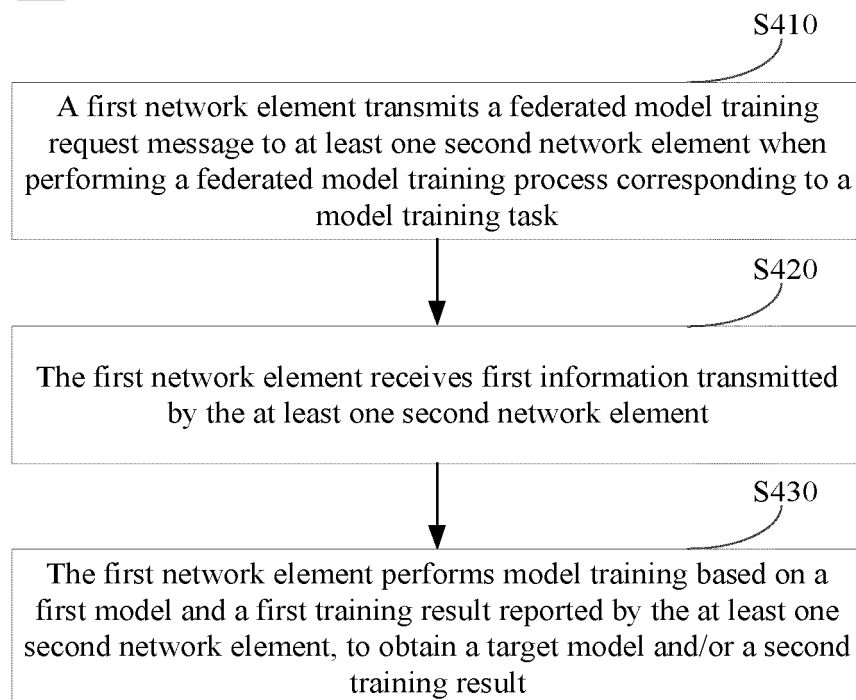 S410
A first network element transmits a federated model training
request message to at least one second network element when
performing a federated model training process corresponding to a
model training task
S420
The first network element receives first information transmitted
by the at least one second network element
S430
The first network element performs model training based on a
first model and a first training result reported by the at least one
second network element, to obtain a target model and/or a second
training result